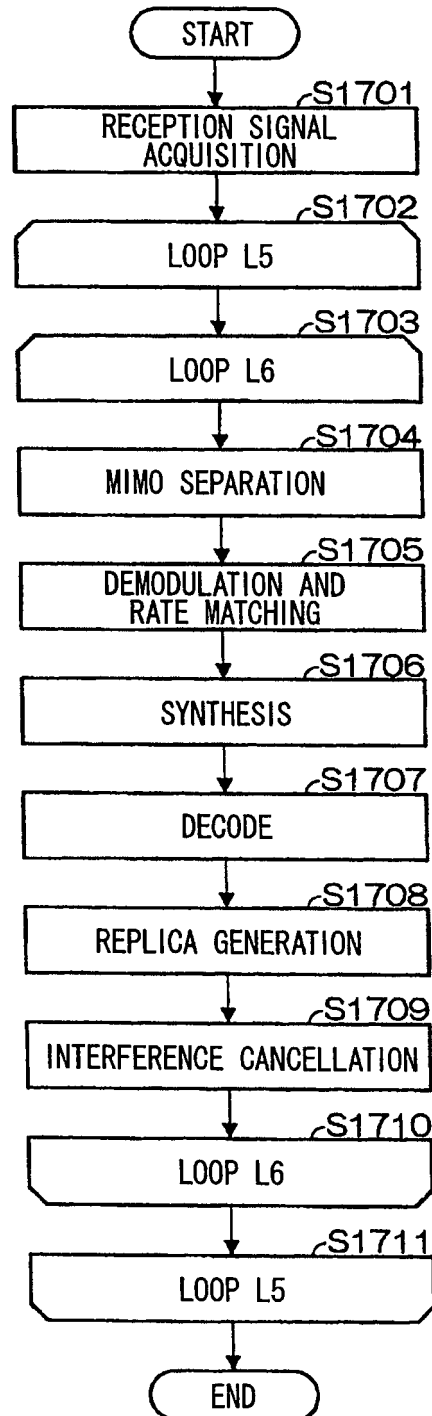 START
S1701
RECEPTION SIGNAL
ACQUISITION
S1702
LOOP L5
S1703
LOOP L6
S1704
MIMO SEPARATION
S1705
DEMODULATION AND
RATE MATCHING
S1706
SYNTHESIS
S1707
DECODE
S1708
REPLICA GENERATION
S1709
INTERFERENCE CANCELLATION
S1710
LOOP L6
S1711
LOOP L5
END